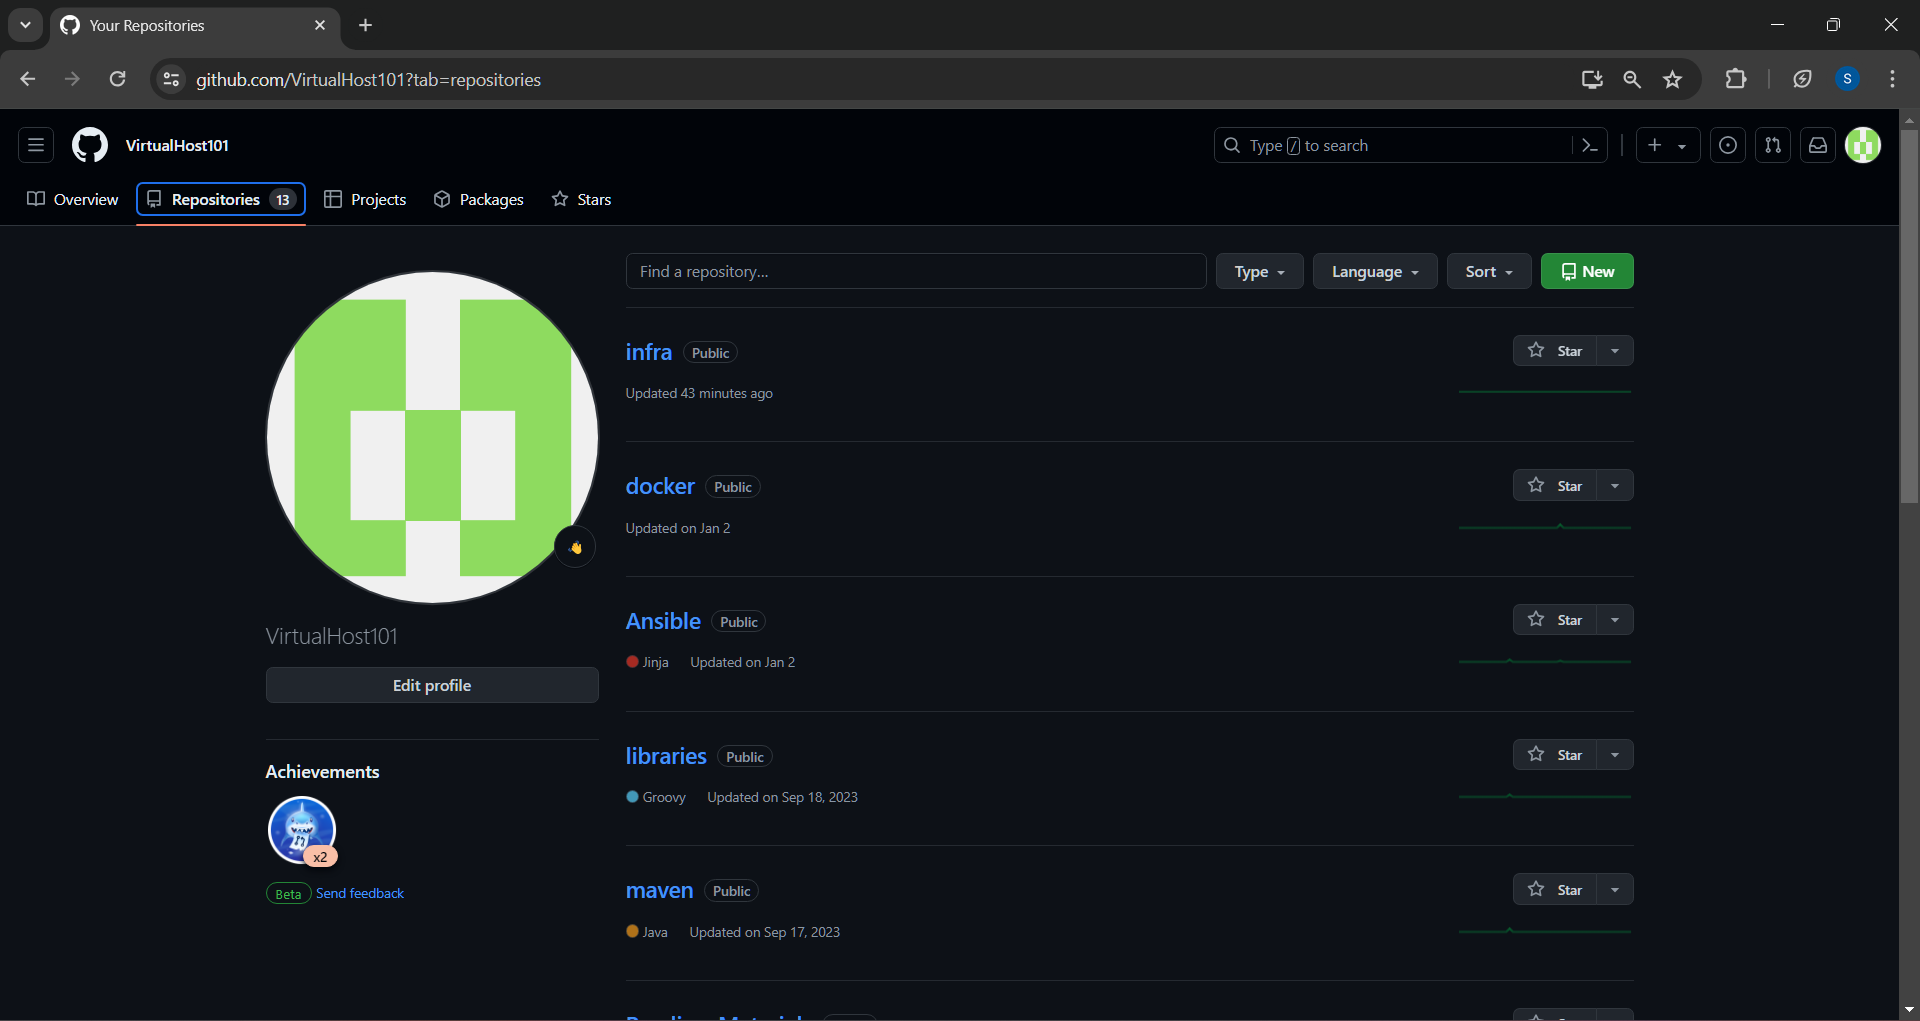 Your Repositories
github.com/VirtualHost101?tab=repositories
S
VirtualHost101
Type / to search
Overview
Repositories 13
Projects
Packages
Stars
Find a repository...
Type
Language
Sort
New
infra Public
Star
Updated 43 minutes ago
docker Public
Star
Updated on Jan 2
Ansible Public
Star
Jinja Updated on Jan 2
libraries Public
Star
Groovy Updated on Sep 18, 2023
maven Public
Star
Java Updated on Sep 17, 2023
VirtualHost101
Edit profile
Achievements
x2
Beta Send feedback